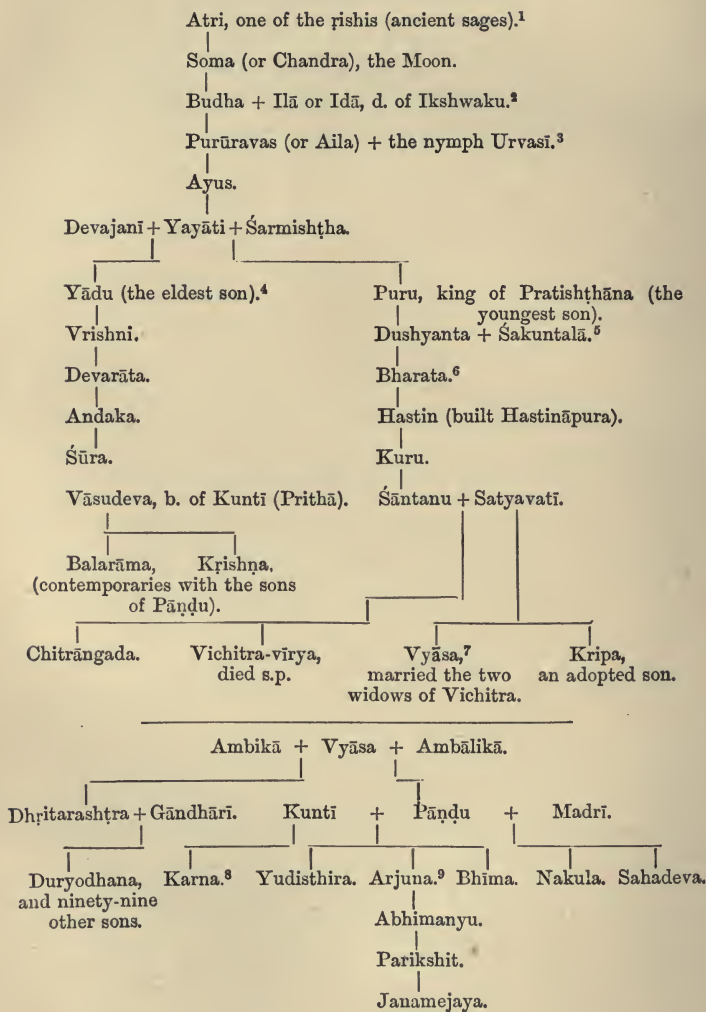 Atri, one of the ṛishis (ancient sages).¹
Soma (or Chandra), the Moon.
Budha + Ilā or Idā, d. of Ikshwaku.²
Purūravas (or Aila) + the nymph Urvasī.³
Ayus.
Devajanī + Yayāti + Śarmishṭha.
Yādu (the eldest son).⁴ Puru, king of Pratishṭhāna (the
youngest son).
Vrishni. Dushyanta + Śakuntalā.⁵
Devarāta. Bharata.⁶
Andaka. Hastin (built Hastināpura).
Śūra. Kuru.
Vāsudeva, b. of Kuntī (Prithā). Śāntanu + Satyavatī.
Balarāma, Kṛishṇa,
(contemporaries with the sons
of Pāṇḍu).
Chitrāngada. Vichitra-vīrya, Vyāsa,⁷ Kripa,
died s.p. married the two an adopted son.
widows of Vichitra.
Ambikā + Vyāsa + Ambālikā.
Dhṛitarashṭra + Gāndhārī. Kuntī + Pāṇḍu + Madrī.
Duryodhana, Karna.⁸ Yudisthira. Arjuna.⁹ Bhīma. Nakula. Sahadeva.
and ninety-nine
other sons.
Abhimanyu.
Parikshit.
Janamejaya.